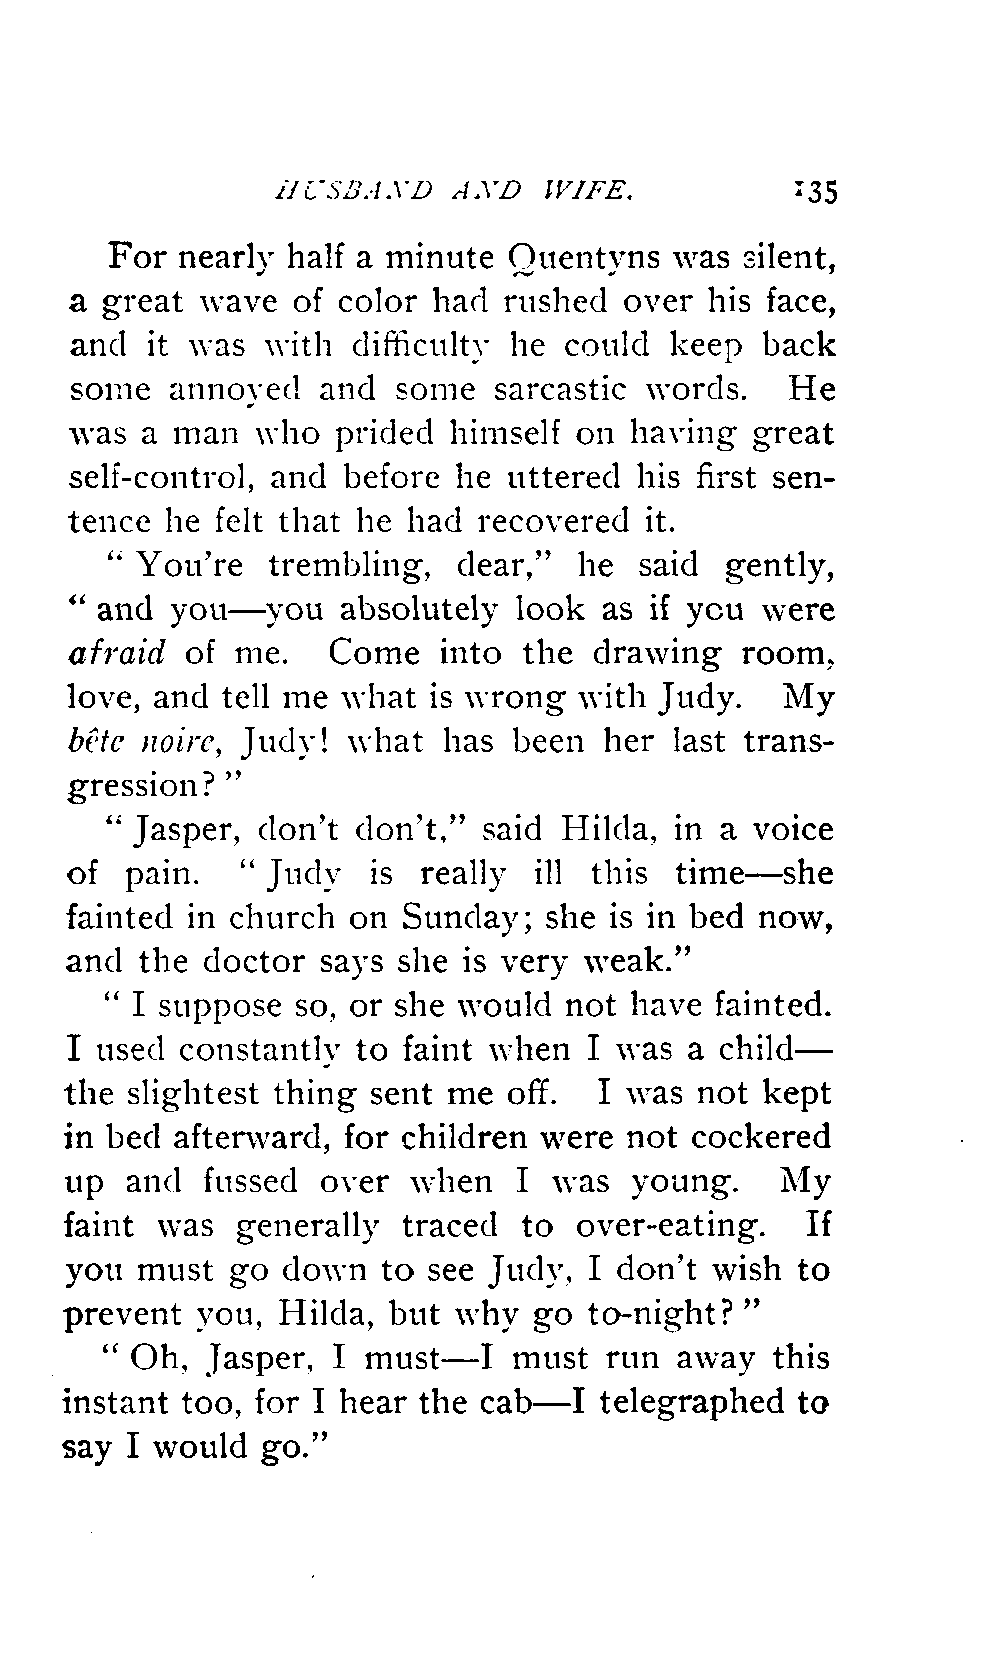 HUSBAND AND WIFE. 135
For nearly half a minute Quentyns was silent,
a great wave of color had rushed over his face,
and it was with difficulty he could keep back
some annoyed and some sarcastic words. He
was a man who prided himself on having great
self-control, and before he uttered his first sen-
tence he felt that he had recovered it.
“ You're trembling, dear,” he said gently,
“ and you—you absolutely look as if you were
afraid of me. Come into the drawing room,
love, and tell me what is wrong with Judy. My
bête noire, Judy! what has been her last trans-
gression? ”
“ Jasper, don't don't,” said Hilda, in a voice
of pain. “ Judy is really ill this time—she
fainted in church on Sunday; she is in bed now,
and the doctor says she is very weak.”
“ I suppose so, or she would not have fainted.
I used constantly to faint when I was a child—
the slightest thing sent me off. I was not kept
in bed afterward, for children were not cockered
up and fussed over when I was young. My
faint was generally traced to over-eating. If
you must go down to see Judy, I don't wish to
prevent you, Hilda, but why go to-night? ”
“ Oh, Jasper, I must—I must run away this
instant too, for I hear the cab—I telegraphed to
say I would go.”